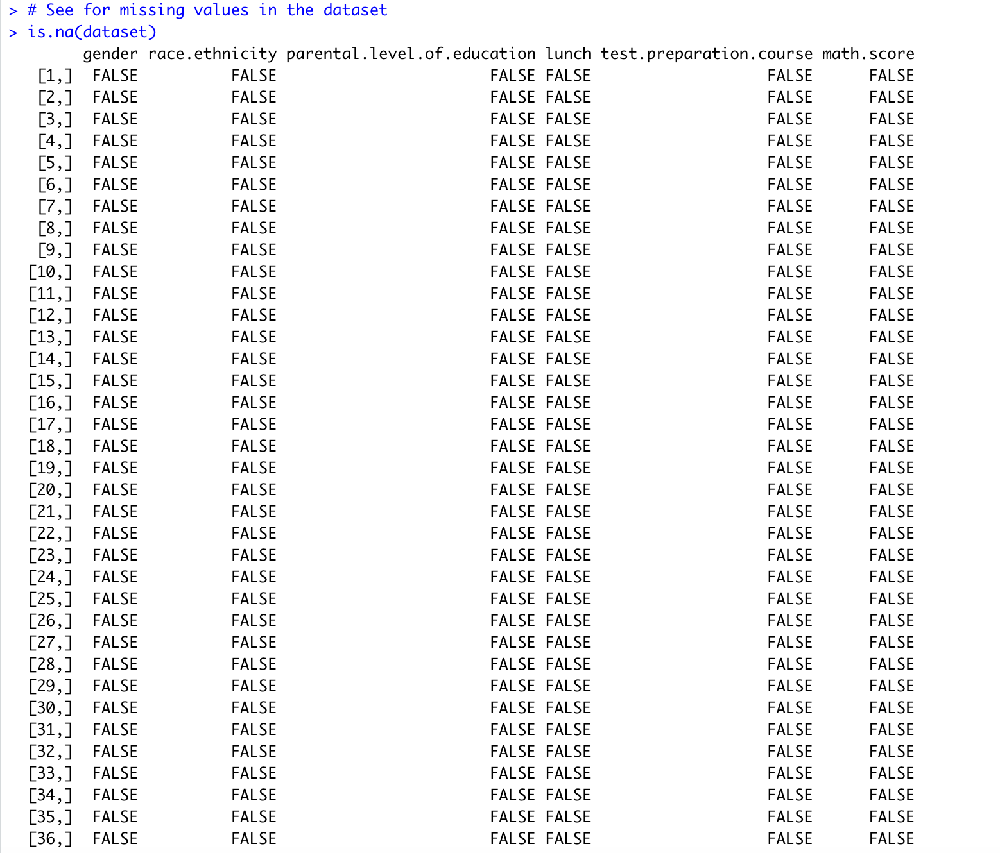 > # See for missing values in the dataset
> is.na(dataset)
gender race.ethnicity parental.level.of.education lunch test.preparation.course math.score
[1,] FALSE FALSE FALSE FALSE FALSE FALSE
[2,] FALSE FALSE FALSE FALSE FALSE FALSE
[3,] FALSE FALSE FALSE FALSE FALSE FALSE
[4,] FALSE FALSE FALSE FALSE FALSE FALSE
[5,] FALSE FALSE FALSE FALSE FALSE FALSE
[6,] FALSE FALSE FALSE FALSE FALSE FALSE
[7,] FALSE FALSE FALSE FALSE FALSE FALSE
[8,] FALSE FALSE FALSE FALSE FALSE FALSE
[9,] FALSE FALSE FALSE FALSE FALSE FALSE
[10,] FALSE FALSE FALSE FALSE FALSE FALSE
[11,] FALSE FALSE FALSE FALSE FALSE FALSE
[12,] FALSE FALSE FALSE FALSE FALSE FALSE
[13,] FALSE FALSE FALSE FALSE FALSE FALSE
[14,] FALSE FALSE FALSE FALSE FALSE FALSE
[15,] FALSE FALSE FALSE FALSE FALSE FALSE
[16,] FALSE FALSE FALSE FALSE FALSE FALSE
[17,] FALSE FALSE FALSE FALSE FALSE FALSE
[18,] FALSE FALSE FALSE FALSE FALSE FALSE
[19,] FALSE FALSE FALSE FALSE FALSE FALSE
[20,] FALSE FALSE FALSE FALSE FALSE FALSE
[21,] FALSE FALSE FALSE FALSE FALSE FALSE
[22,] FALSE FALSE FALSE FALSE FALSE FALSE
[23,] FALSE FALSE FALSE FALSE FALSE FALSE
[24,] FALSE FALSE FALSE FALSE FALSE FALSE
[25,] FALSE FALSE FALSE FALSE FALSE FALSE
[26,] FALSE FALSE FALSE FALSE FALSE FALSE
[27,] FALSE FALSE FALSE FALSE FALSE FALSE
[28,] FALSE FALSE FALSE FALSE FALSE FALSE
[29,] FALSE FALSE FALSE FALSE FALSE FALSE
[30,] FALSE FALSE FALSE FALSE FALSE FALSE
[31,] FALSE FALSE FALSE FALSE FALSE FALSE
[32,] FALSE FALSE FALSE FALSE FALSE FALSE
[33,] FALSE FALSE FALSE FALSE FALSE FALSE
[34,] FALSE FALSE FALSE FALSE FALSE FALSE
[35,] FALSE FALSE FALSE FALSE FALSE FALSE
[36,] FALSE FALSE FALSE FALSE FALSE FALSE